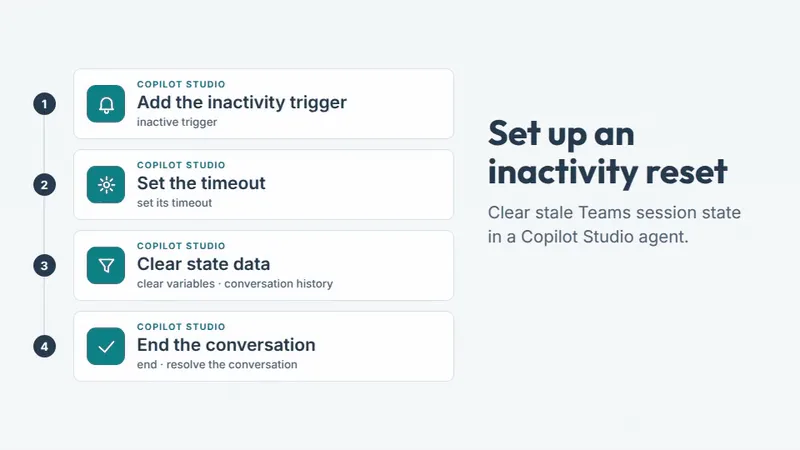 1
COPILOT STUDIO
Add the inactivity trigger
inactive trigger
2
COPILOT STUDIO
Set the timeout
set its timeout
3
COPILOT STUDIO
Clear state data
clear variables · conversation history
4
COPILOT STUDIO
End the conversation
end · resolve the conversation
Set up an
inactivity reset
Clear stale Teams session state
in a Copilot Studio agent.